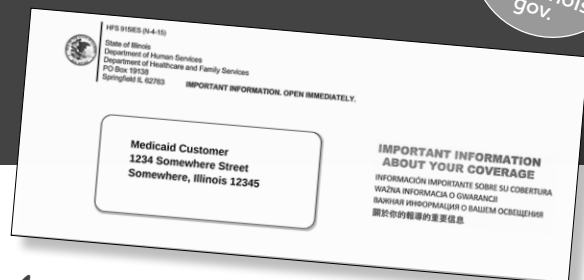 gov.
HFS 915IES (N-4-15)
State of Illinois
Department of Human Services
Department of Healthcare and Family Services
PO Box 19138
Springfield IL 62763
IMPORTANT INFORMATION. OPEN IMMEDIATELY.
Medicaid Customer
1234 Somewhere Street
Somewhere, Illinois 12345
IMPORTANT INFORMATION
ABOUT YOUR COVERAGE
INFORMACIÓN IMPORTANTE SOBRE SU COBERTURA
WAŻNA INFORMACJA O GWARANCJI
ВАЖНАЯ ИНФОРМАЦИЯ О ВАШЕМ ОСВЕЩЕНИЯ
關於你的報導的重要信息